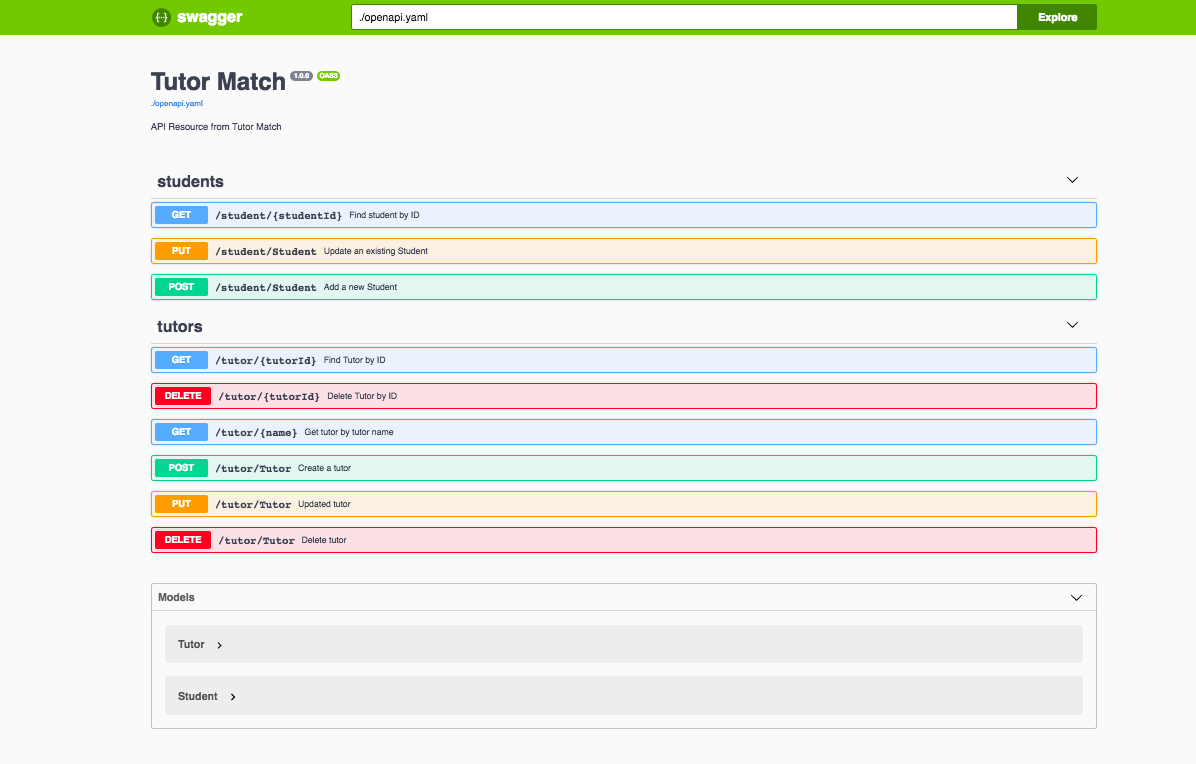 {···} swagger
./openapi.yaml
Explore
Tutor Match 1.0.0 OAS3
./openapi.yaml
API Resource from Tutor Match
students
GET /student/{studentId} Find student by ID
PUT /student/Student Update an existing Student
POST /student/Student Add a new Student
tutors
GET /tutor/{tutorId} Find Tutor by ID
DELETE /tutor/{tutorId} Delete Tutor by ID
GET /tutor/{name} Get tutor by tutor name
POST /tutor/Tutor Create a tutor
PUT /tutor/Tutor Updated tutor
DELETE /tutor/Tutor Delete tutor
Models
Tutor
Student